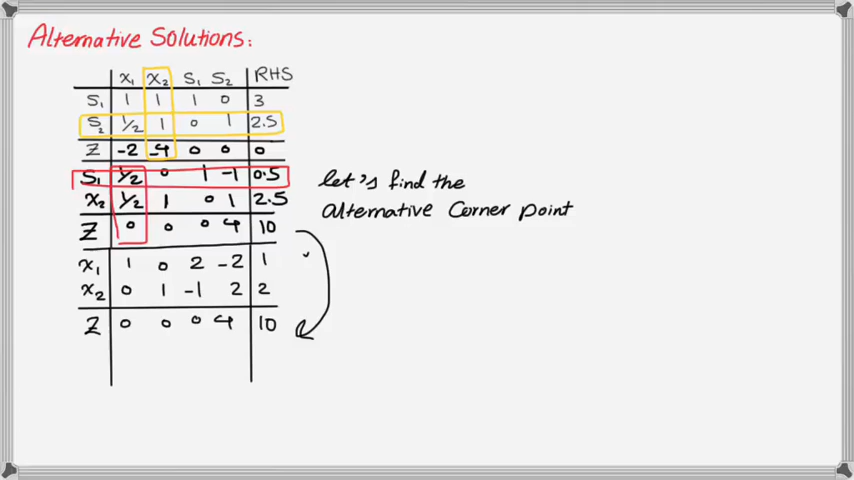 Alternative Solutions:
x₁ x₂ S₁ S₂ RHS
S₁ 1 1 1 0 3
S₂ 1/2 1 0 1 2.5
Z -2 -4 0 0 0
S₁ 1/2 0 1 -1 0.5
x₂ 1/2 1 0 1 2.5
Z 0 0 0 4 10
x₁ 1 0 2 -2 1
x₂ 0 1 -1 2 2
Z 0 0 0 4 10
let's find the
alternative Corner point